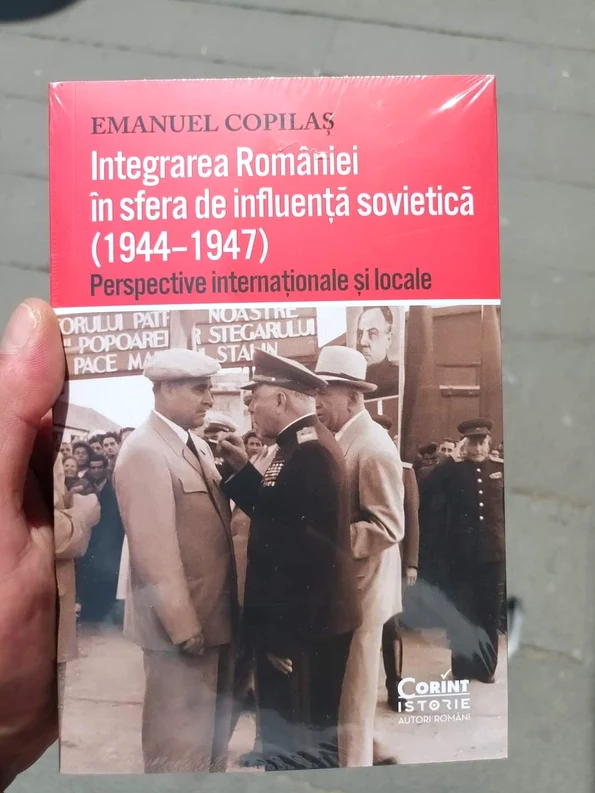 EMANUEL COPILAȘ
Integrarea României
în sfera de influență sovietică
(1944–1947)
Perspective internaționale și locale
ORULUI PATR
NOASTRE
POPOAREI
R STEGARULUI
PACE MA
STALIN
CORINT
ISTORIE
AUTORI ROMÂNI